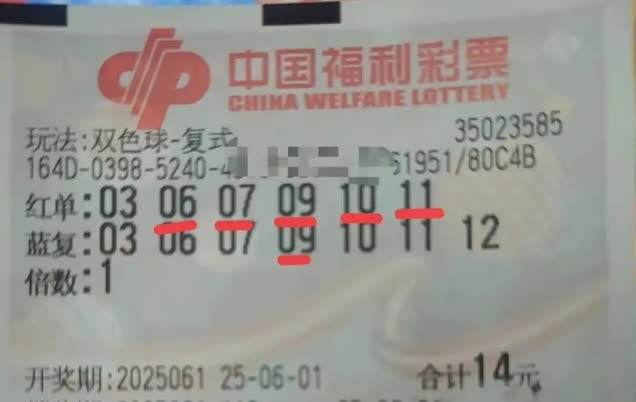 中国福利彩票
CHINA WELFARE LOTTERY
玩法:双色球-复式 35023585
164D-0398-5240-4 61951/80C4B
红单:03 06 07 09 10 11
蓝复:03 06 07 09 10 11 12
倍数:1
开奖期:2025061 25-06-01 合计14元